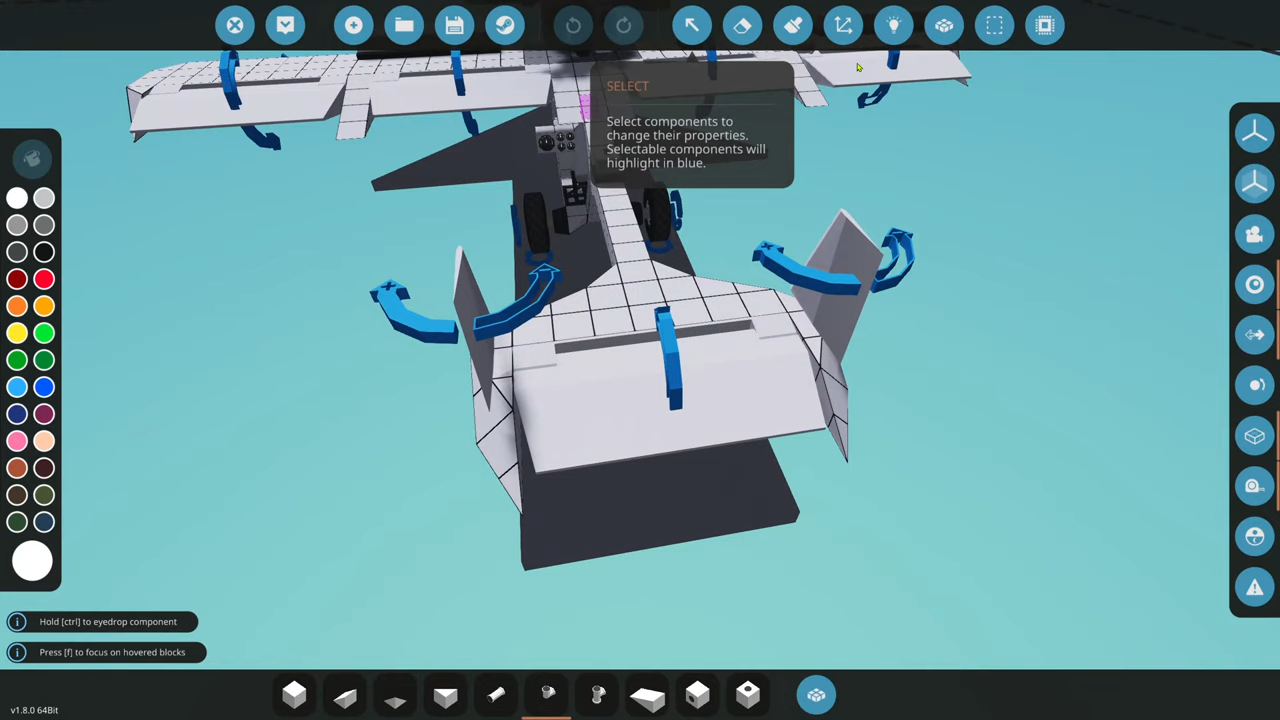 SELECT
Select components to
change their properties.
Selectable components will
highlight in blue.
Hold [ctrl] to eyedrop component
Press [f] to focus on hovered blocks
v1.8.0 64Bit